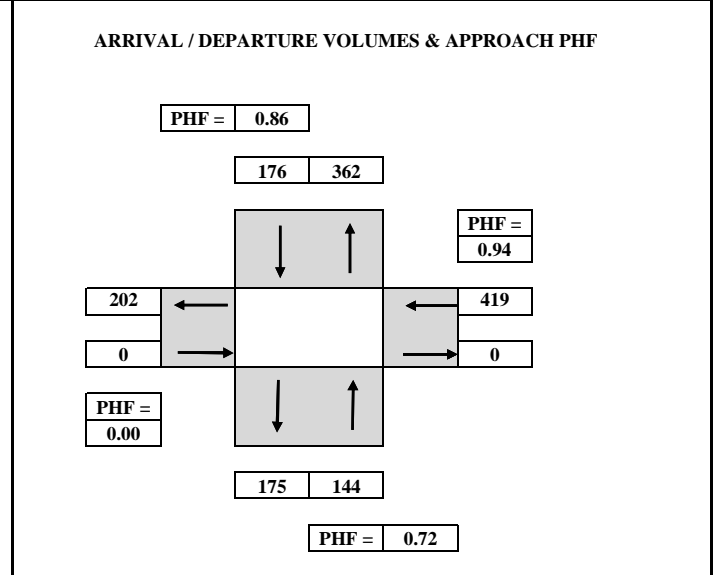 ARRIVAL / DEPARTURE VOLUMES & APPROACH PHF
PHF = 0.86
176 362
PHF =
0.94
202 419
0 0
PHF =
0.00
175 144
PHF = 0.72